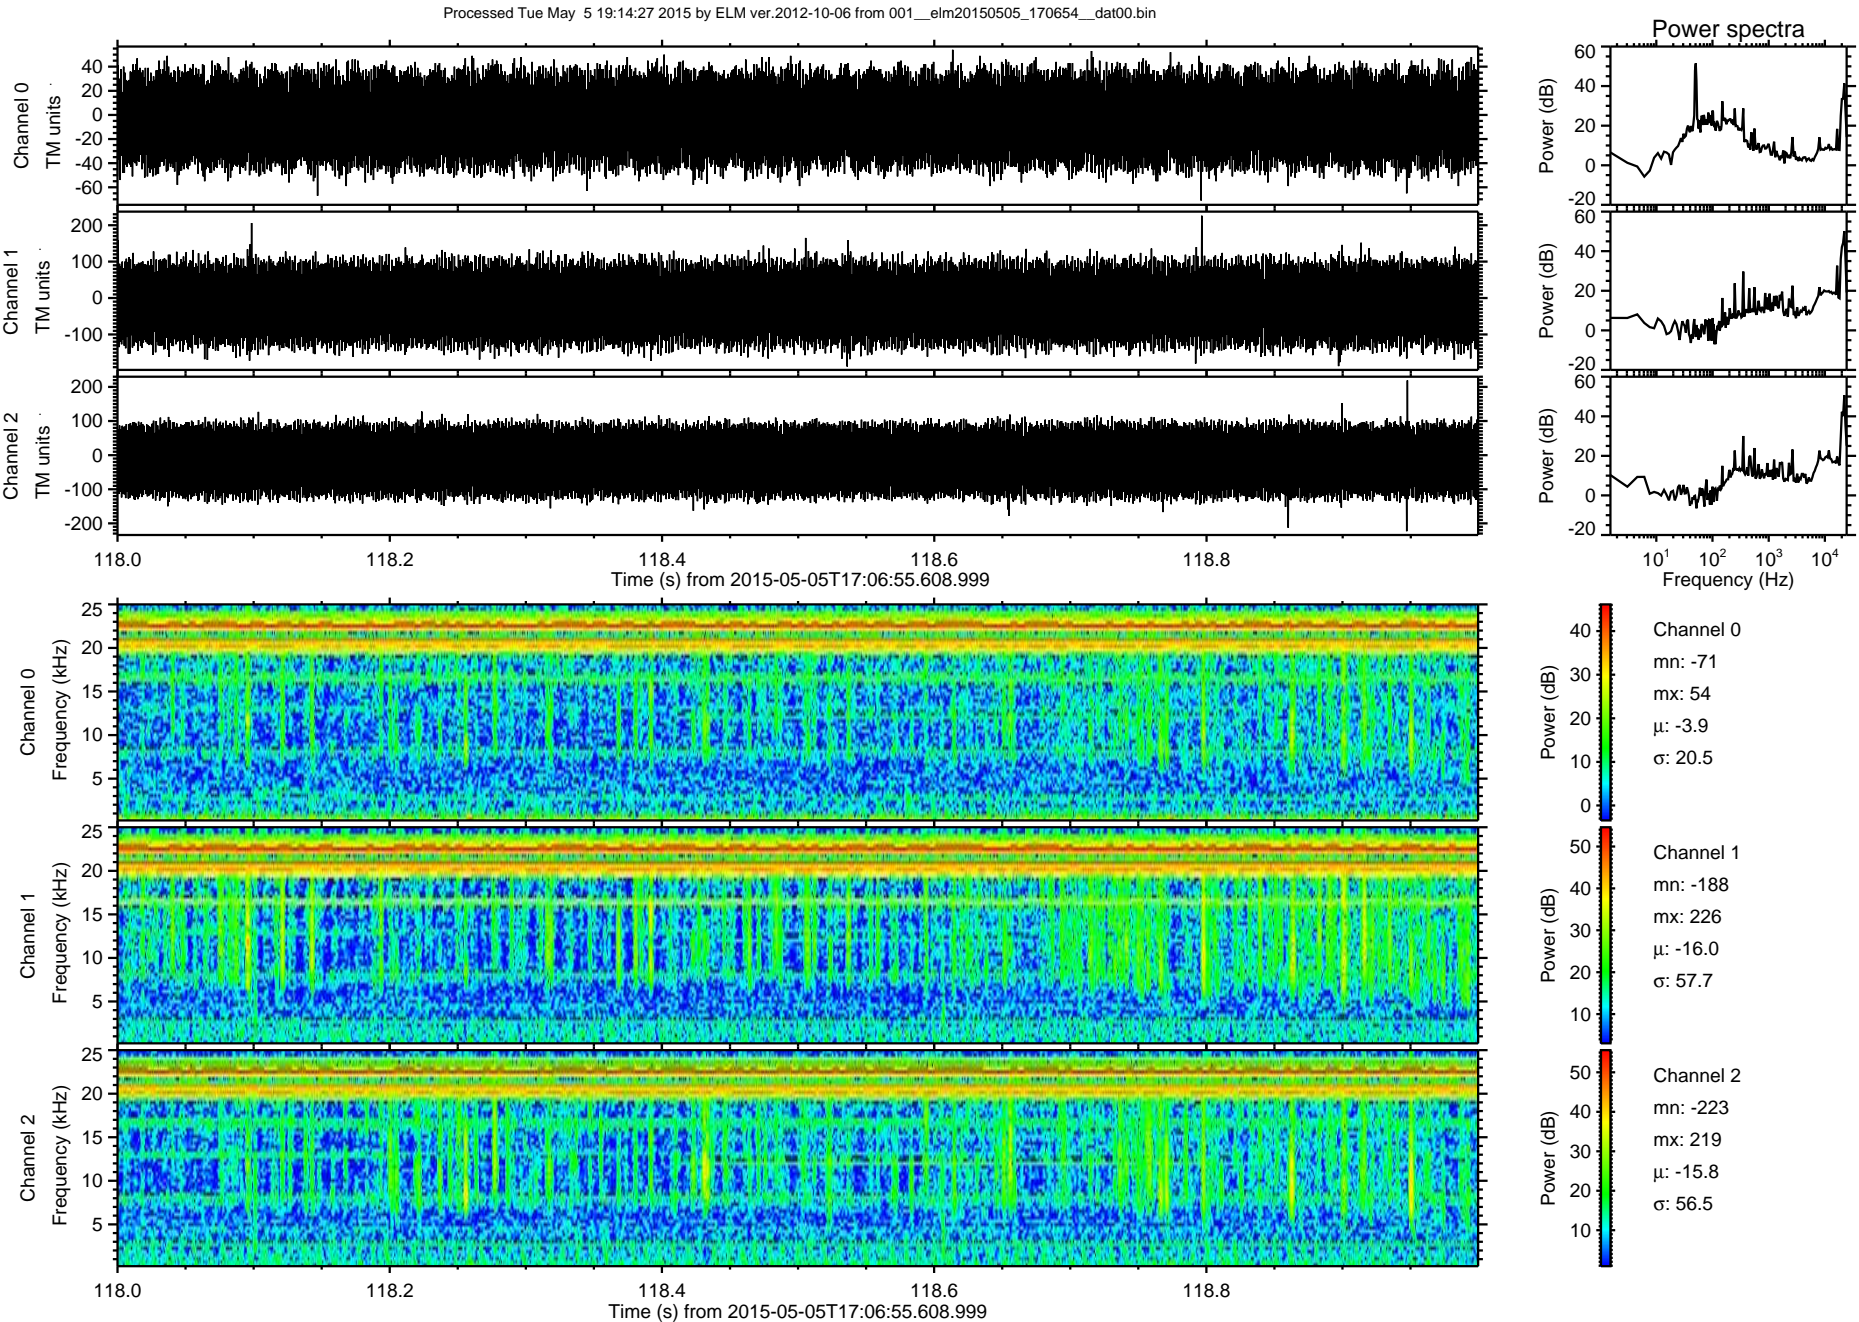 Processed Tue May 5 19:14:27 2015 by ELM ver.2012-10-06 from 001__elm20150505_170654__dat00.bin
Power spectra
Channel 0
TM units
40
20
0
-20
-40
-60
Power (dB)
60
40
20
0
-20
Channel 1
TM units
200
100
0
-100
Power (dB)
60
40
20
0
-20
Channel 2
TM units
200
100
0
-100
-200
Power (dB)
60
40
20
0
-20
118.0 118.2 118.4 118.6 118.8
Time (s) from 2015-05-05T17:06:55.608.999
10¹ 10² 10³ 10⁴
Frequency (Hz)
Channel 0
Frequency (kHz)
25
20
15
10
5
Power (dB)
40
30
20
10
0
Channel 0
mn: -71
mx: 54
μ: -3.9
σ: 20.5
Channel 1
Frequency (kHz)
25
20
15
10
5
Power (dB)
50
40
30
20
10
Channel 1
mn: -188
mx: 226
μ: -16.0
σ: 57.7
Channel 2
Frequency (kHz)
25
20
15
10
5
Power (dB)
50
40
30
20
10
Channel 2
mn: -223
mx: 219
μ: -15.8
σ: 56.5
118.0 118.2 118.4 118.6 118.8
Time (s) from 2015-05-05T17:06:55.608.999